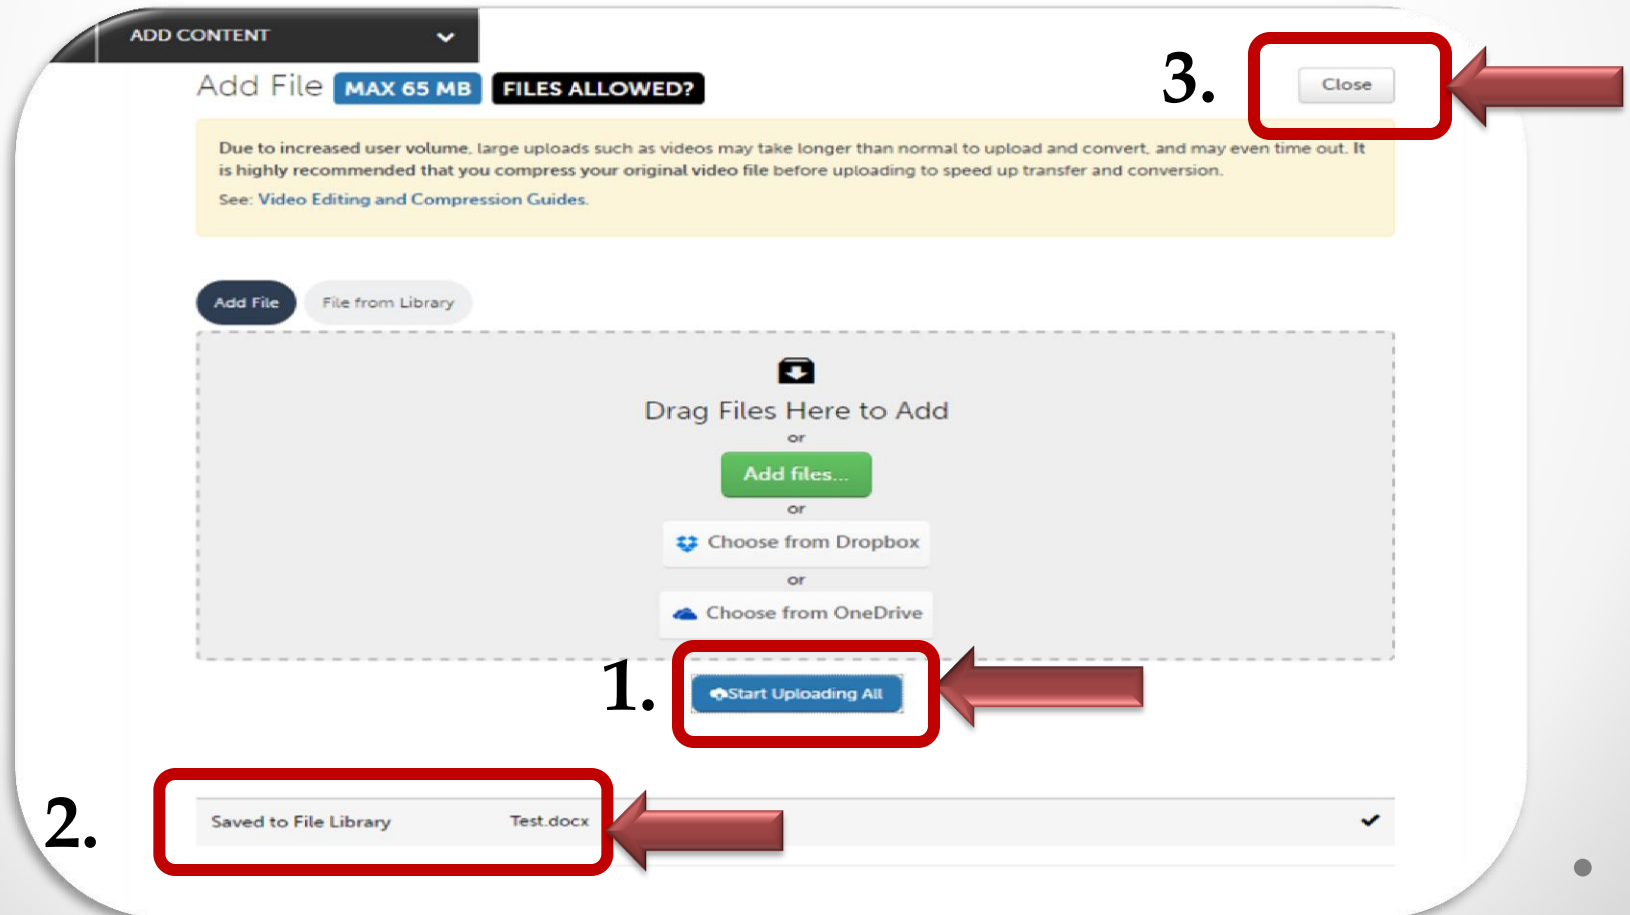 ADD CONTENT
Add File MAX 65 MB FILES ALLOWED?
3.
Close
Due to increased user volume, large uploads such as videos may take longer than normal to upload and convert, and may even time out. It
is highly recommended that you compress your original video file before uploading to speed up transfer and conversion.
See: Video Editing and Compression Guides.
Add File
File from Library
Drag Files Here to Add
or
Add files...
or
Choose from Dropbox
or
Choose from OneDrive
1.
Start Uploading All
2.
Saved to File Library Test.docx